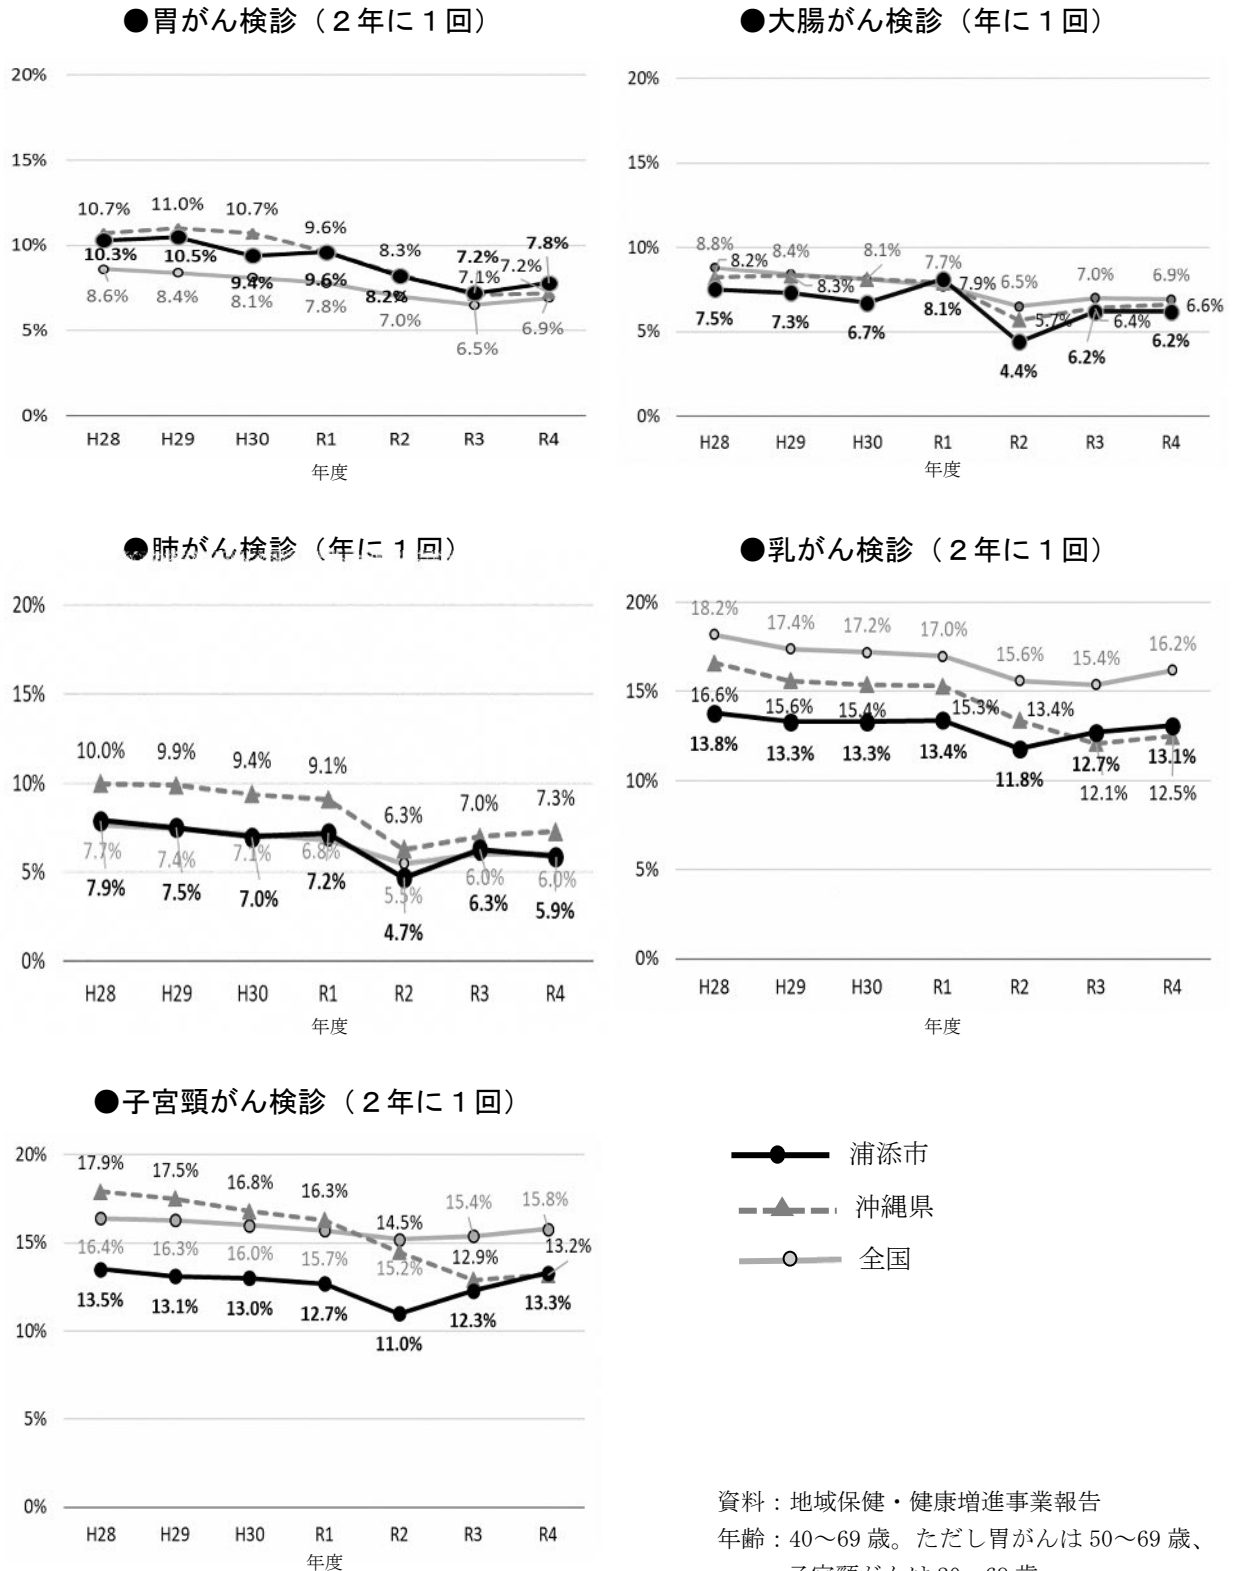 ●胃がん検診（２年に１回）
20%
15%
10%
5%
0%
10.7% 11.0% 10.7% 9.6% 8.3% 7.1% 7.2%
10.3% 10.5% 9.4% 9.6% 8.2% 7.2% 7.8%
8.6% 8.4% 8.1% 7.8% 7.0% 6.5% 6.9%
H28 H29 H30 R1 R2 R3 R4
年度
●大腸がん検診（年に１回）
20%
15%
10%
5%
0%
8.8% 8.4% 8.1% 7.7% 6.5% 7.0% 6.9%
8.2% 8.3% 7.9% 5.7% 6.4% 6.6%
7.5% 7.3% 6.7% 8.1% 4.4% 6.2% 6.2%
H28 H29 H30 R1 R2 R3 R4
年度
●肺がん検診（年に１回）
20%
15%
10%
5%
0%
10.0% 9.9% 9.4% 9.1% 6.3% 7.0% 7.3%
7.7% 7.4% 7.1% 6.8% 5.5% 6.0% 6.0%
7.9% 7.5% 7.0% 7.2% 4.7% 6.3% 5.9%
H28 H29 H30 R1 R2 R3 R4
年度
●乳がん検診（２年に１回）
20%
15%
10%
5%
0%
18.2% 17.4% 17.2% 17.0% 15.6% 15.4% 16.2%
16.6% 15.6% 15.4% 15.3% 13.4% 12.1% 12.5%
13.8% 13.3% 13.3% 13.4% 11.8% 12.7% 13.1%
H28 H29 H30 R1 R2 R3 R4
年度
●子宮頸がん検診（２年に１回）
20%
15%
10%
5%
0%
17.9% 17.5% 16.8% 16.3% 14.5% 12.9% 13.2%
16.4% 16.3% 16.0% 15.7% 15.2% 15.4% 15.8%
13.5% 13.1% 13.0% 12.7% 11.0% 12.3% 13.3%
H28 H29 H30 R1 R2 R3 R4
年度
浦添市
沖縄県
全国
資料：地域保健・健康増進事業報告
年齢：40～69 歳。ただし胃がんは 50～69 歳、